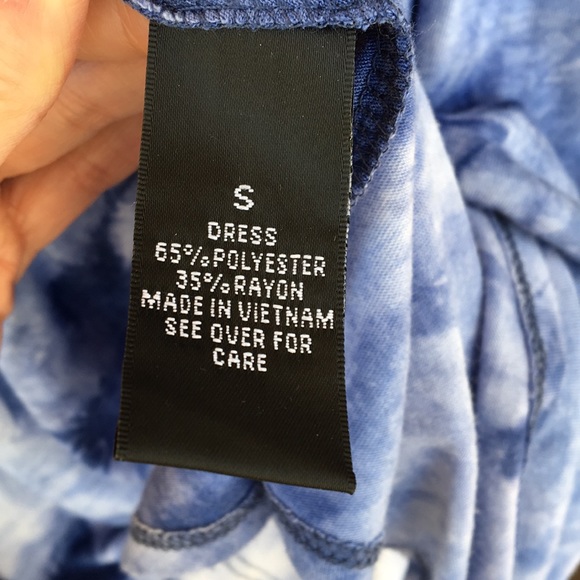 S
DRESS
65%POLYESTER
35%RAYON
MADE IN VIETNAM
SEE OVER FOR
CARE